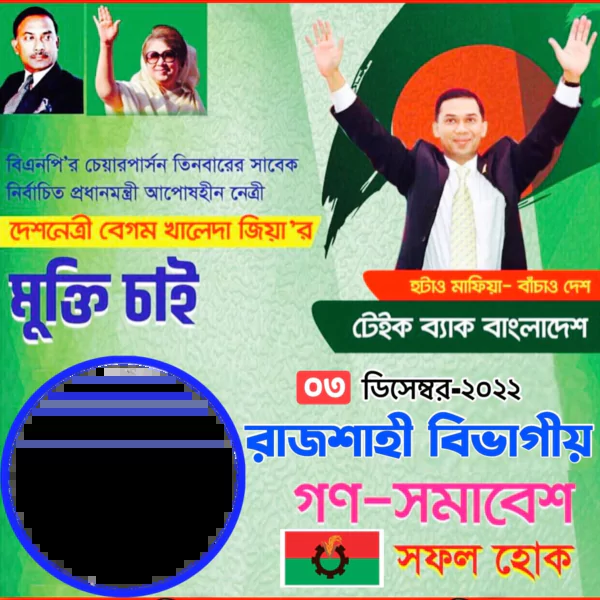 বিএনপি'র চেয়ারপার্সন তিনবারের সাবেক
নির্বাচিত প্রধানমন্ত্রী আপোষহীন নেত্রী
দেশনেত্রী বেগম খালেদা জিয়া'র
মুক্তি চাই
হটাও মাফিয়া- বাঁচাও দেশ
টেইক ব্যাক বাংলাদেশ
০৩ ডিসেম্বর-২০২২
রাজশাহী বিভাগীয়
গণ-সমাবেশ
সফল হোক